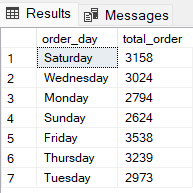 Results Messages
order_day total_order
1 Saturday 3158
2 Wednesday 3024
3 Monday 2794
4 Sunday 2624
5 Friday 3538
6 Thursday 3239
7 Tuesday 2973